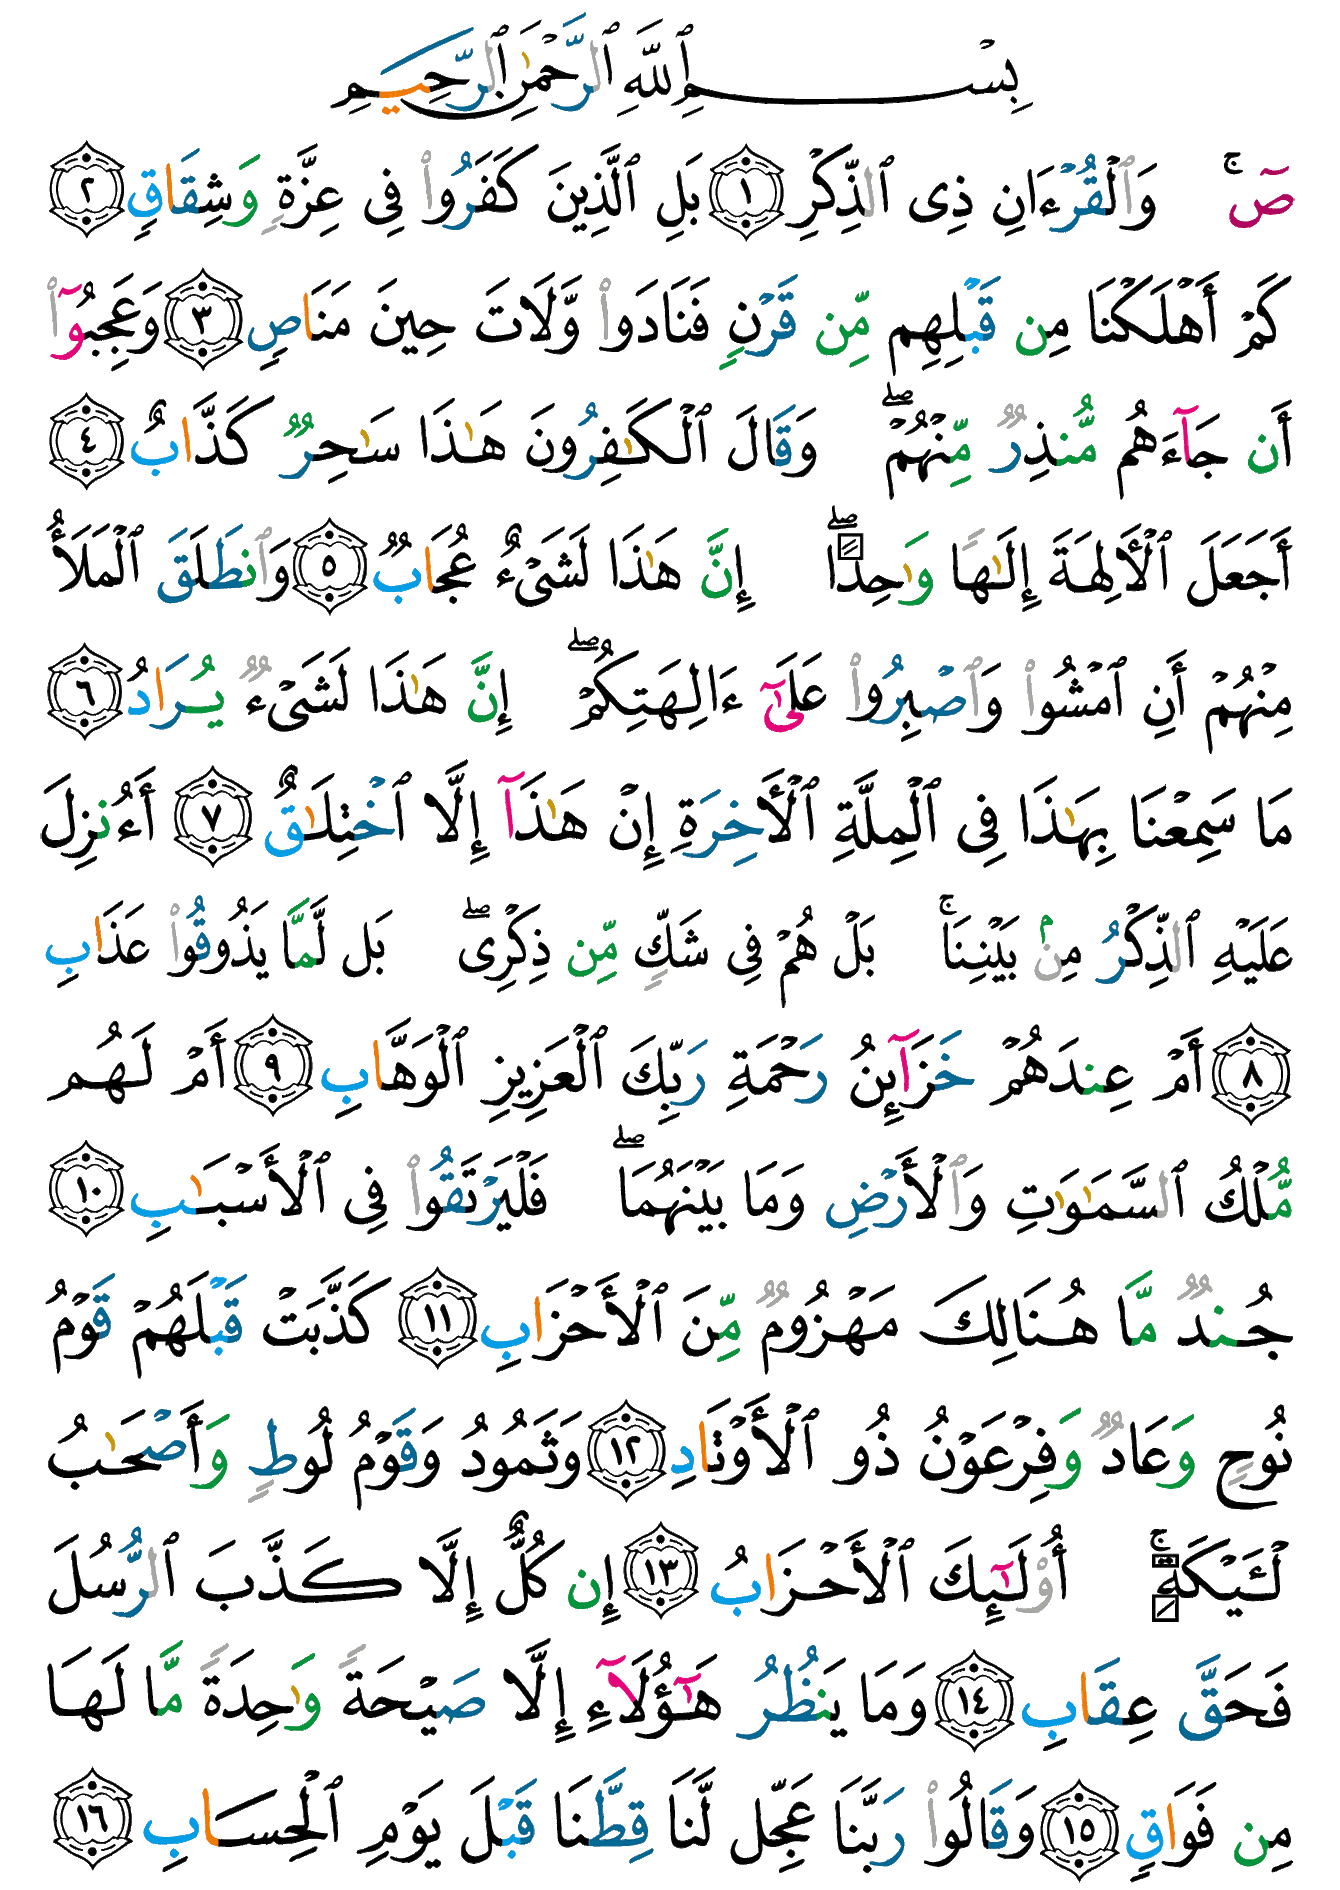 بِسْمِ ٱللَّهِ ٱلرَّحْمَٰنِ ٱلرَّحِيمِ
صٓ ۚ وَٱلْقُرْءَانِ ذِى ٱلذِّكْرِ ١ بَلِ ٱلَّذِينَ كَفَرُوا۟ فِى عِزَّةٍ وَشِقَاقٍ ٢
كَمْ أَهْلَكْنَا مِن قَبْلِهِم مِّن قَرْنٍ فَنَادَوا۟ وَّلَاتَ حِينَ مَنَاصٍ ٣ وَعَجِبُوٓا۟
أَن جَآءَهُم مُّنذِرٌ مِّنْهُمْ ۖ وَقَالَ ٱلْكَٰفِرُونَ هَٰذَا سَٰحِرٌ كَذَّابٌ ٤
أَجَعَلَ ٱلْأَلِهَةَ إِلَٰهًا وَٰحِدًا ۖ إِنَّ هَٰذَا لَشَىْءٌ عُجَابٌ ٥ وَٱنطَلَقَ ٱلْمَلَأُ
مِنْهُمْ أَنِ ٱمْشُوا۟ وَٱصْبِرُوا۟ عَلَىٰٓ ءَالِهَتِكُمْ ۖ إِنَّ هَٰذَا لَشَىْءٌ يُرَادُ ٦
مَا سَمِعْنَا بِهَٰذَا فِى ٱلْمِلَّةِ ٱلْأَخِرَةِ إِنْ هَٰذَآ إِلَّا ٱخْتِلَٰقٌ ٧ أَءُنزِلَ
عَلَيْهِ ٱلذِّكْرُ مِنۢ بَيْنِنَا ۚ بَلْ هُمْ فِى شَكٍّ مِّن ذِكْرِى ۖ بَل لَّمَّا يَذُوقُوا۟ عَذَابِ
٨ أَمْ عِندَهُمْ خَزَآئِنُ رَحْمَةِ رَبِّكَ ٱلْعَزِيزِ ٱلْوَهَّابِ ٩ أَمْ لَهُم
مُّلْكُ ٱلسَّمَٰوَٰتِ وَٱلْأَرْضِ وَمَا بَيْنَهُمَا ۖ فَلْيَرْتَقُوا۟ فِى ٱلْأَسْبَٰبِ ١٠
جُندٌ مَّا هُنَالِكَ مَهْزُومٌ مِّنَ ٱلْأَحْزَابِ ١١ كَذَّبَتْ قَبْلَهُمْ قَوْمُ
نُوحٍ وَعَادٌ وَفِرْعَوْنُ ذُو ٱلْأَوْتَادِ ١٢ وَثَمُودُ وَقَوْمُ لُوطٍ وَأَصْحَٰبُ
لْـَٔيْكَةِ ۚ أُو۟لَٰٓئِكَ ٱلْأَحْزَابُ ١٣ إِن كُلٌّ إِلَّا كَذَّبَ ٱلرُّسُلَ
فَحَقَّ عِقَابِ ١٤ وَمَا يَنظُرُ هَٰٓؤُلَآءِ إِلَّا صَيْحَةً وَٰحِدَةً مَّا لَهَا
مِن فَوَاقٍ ١٥ وَقَالُوا۟ رَبَّنَا عَجِّل لَّنَا قِطَّنَا قَبْلَ يَوْمِ ٱلْحِسَابِ ١٦